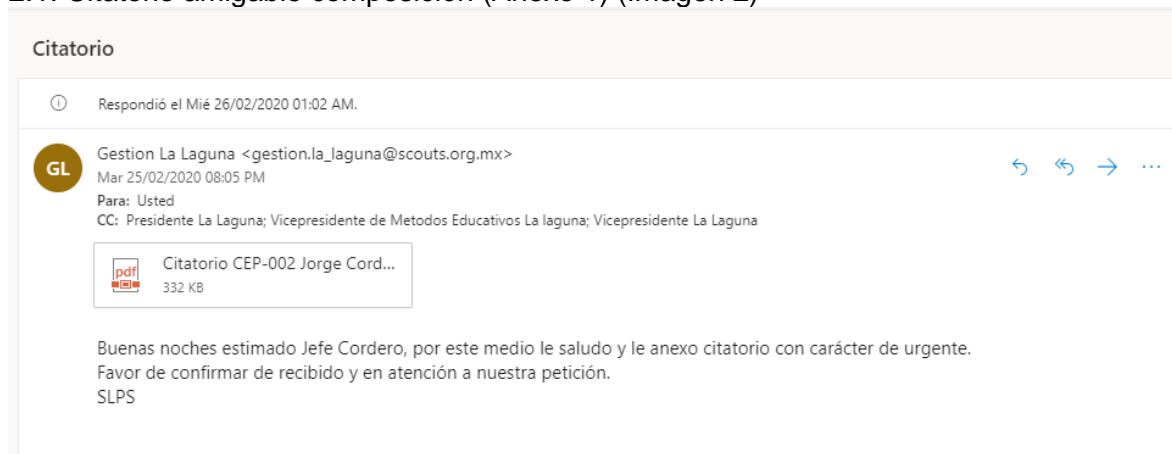 Citatorio
Respondió el Mié 26/02/2020 01:02 AM.
GL
Gestion La Laguna <gestion.la_laguna@scouts.org.mx>
Mar 25/02/2020 08:05 PM
Para: Usted
CC: Presidente La Laguna; Vicepresidente de Metodos Educativos La laguna; Vicepresidente La Laguna
pdf
Citatorio CEP-002 Jorge Cord...
332 KB
Buenas noches estimado Jefe Cordero, por este medio le saludo y le anexo citatorio con carácter de urgente.
Favor de confirmar de recibido y en atención a nuestra petición.
SLPS